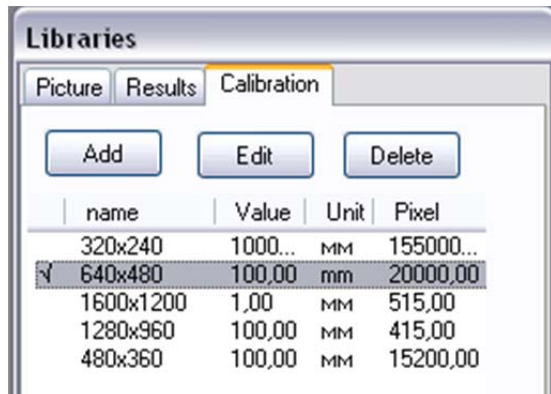 Libraries
Picture Results Calibration
Add Edit Delete
name Value Unit Pixel
320x240 1000... мм 155000...
√ 640x480 100,00 mm 20000,00
1600x1200 1,00 мм 515,00
1280x960 100,00 мм 415,00
480x360 100,00 мм 15200,00